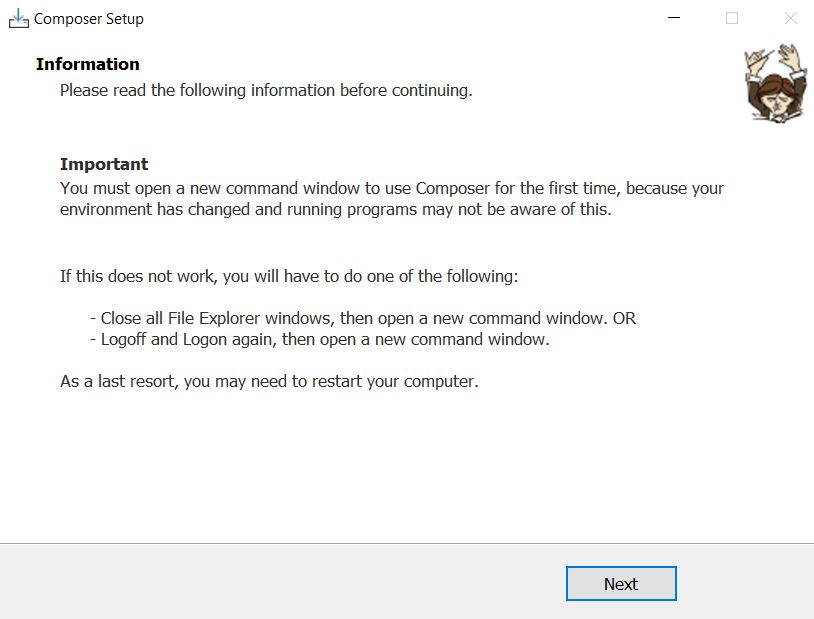 Composer Setup
Information
Please read the following information before continuing.
Important
You must open a new command window to use Composer for the first time, because your
environment has changed and running programs may not be aware of this.
If this does not work, you will have to do one of the following:
- Close all File Explorer windows, then open a new command window. OR
- Logoff and Logon again, then open a new command window.
As a last resort, you may need to restart your computer.
Next